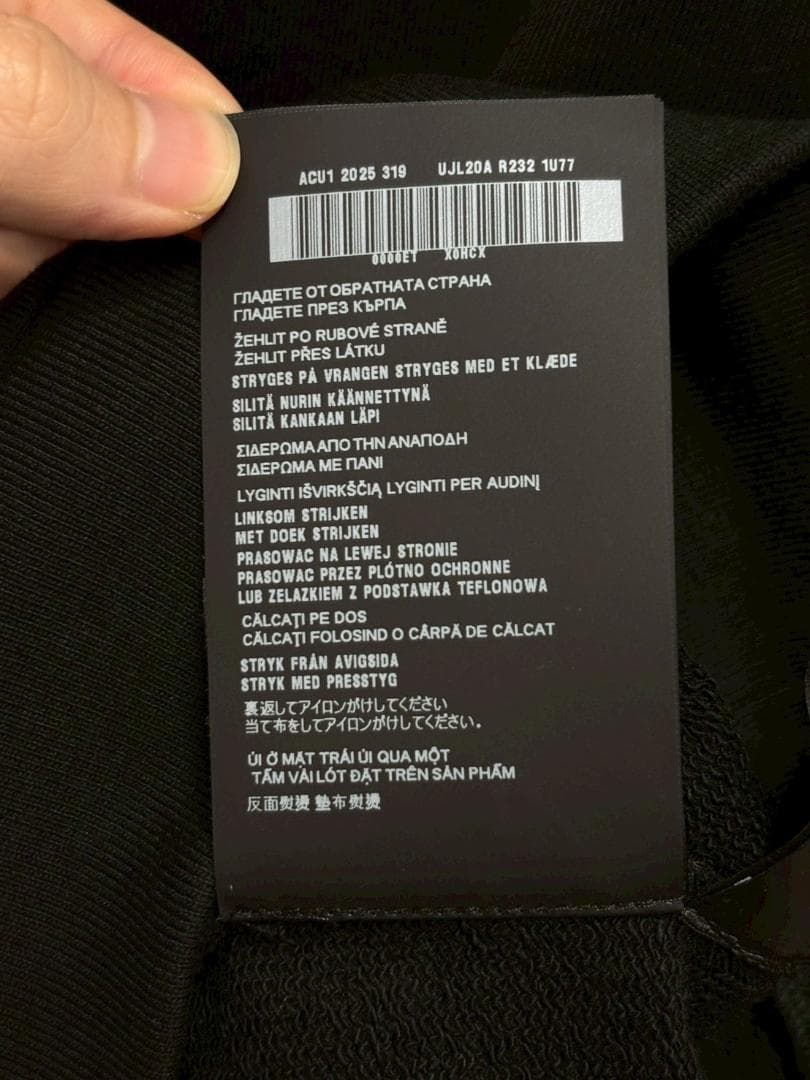 ACU1 2025 319 UJL20A R232 1U77
0000ET X0HCX
ГЛАДЕТЕ ОТ ОБРАТНАТА СТРАНА
ГЛАДЕТЕ ПРЕЗ КЪРПА
ŽEHLIT PO RUBOVÉ STRANĚ
ŽEHLIT PŘES LÁTKU
STRYGES PÅ VRANGEN STRYGES MED ET KLÆDE
SILITÄ NURIN KÄÄNNETTYNÄ
SILITÄ KANKAAN LÄPI
ΣΙΔΕΡΩΜΑ ΑΠΟ ΤΗΝ ΑΝΑΠΟΔΗ
ΣΙΔΕΡΩΜΑ ΜΕ ΠΑΝΙ
LYGINTI IŠVIRKŠČIĄ LYGINTI PER AUDINĮ
LINKSOM STRIJKEN
MET DOEK STRIJKEN
PRASOWAC NA LEWEJ STRONIE
PRASOWAC PRZEZ PLÓTNO OCHRONNE
LUB ZELAZKIEM Z PODSTAWKA TEFLONOWA
CĂLCAŢI PE DOS
CĂLCAŢI FOLOSIND O CÂRPĂ DE CĂLCAT
STRYK FRÅN AVIGSIDA
STRYK MED PRESSTYG
裏返してアイロンがけしてください
当て布をしてアイロンがけしてください。
ỦI Ở MẶT TRÁI ỦI QUA MỘT
TẤM VẢI LÓT ĐẶT TRÊN SẢN PHẨM
反面熨燙 墊布熨燙